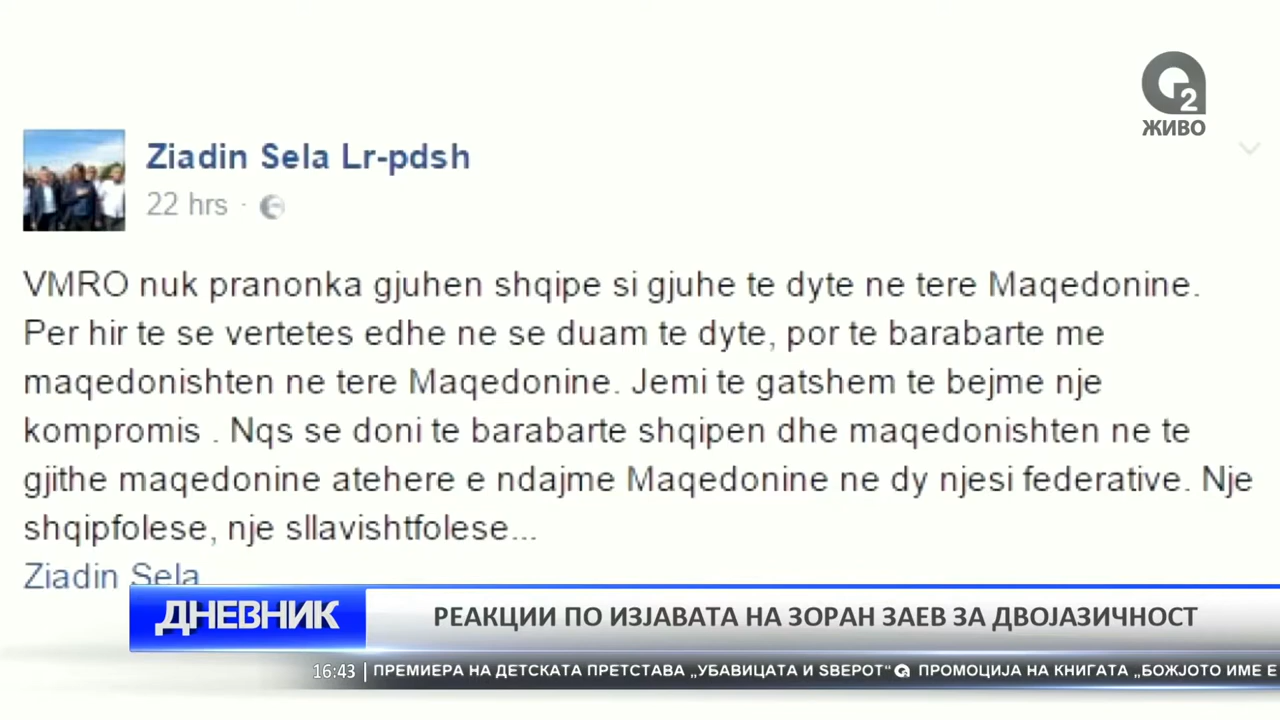 2
ЖИВО
Ziadin Sela Lr-pdsh
22 hrs ·
VMRO nuk pranonka gjuhen shqipe si gjuhe te dyte ne tere Maqedonine.
Per hir te se vertetes edhe ne se duam te dyte, por te barabarte me
maqedonishten ne tere Maqedonine. Jemi te gatshem te bejme nje
kompromis . Nqs se doni te barabarte shqipen dhe maqedonishten ne te
gjithe maqedonine atehere e ndajme Maqedonine ne dy njesi federative. Nje
shqipfolese, nje sllavishtfolese...
Ziadin Sela
ДНЕВНИК
РЕАКЦИИ ПО ИЗЈАВАТА НА ЗОРАН ЗАЕВ ЗА ДВОЈАЗИЧНОСТ
16:43 | ПРЕМИЕРА НА ДЕТСКАТА ПРЕТСТАВА „УБАВИЦАТА И ЅВЕРОТ“ ПРОМОЦИЈА НА КНИГАТА „БОЖЈОТО ИМЕ Е